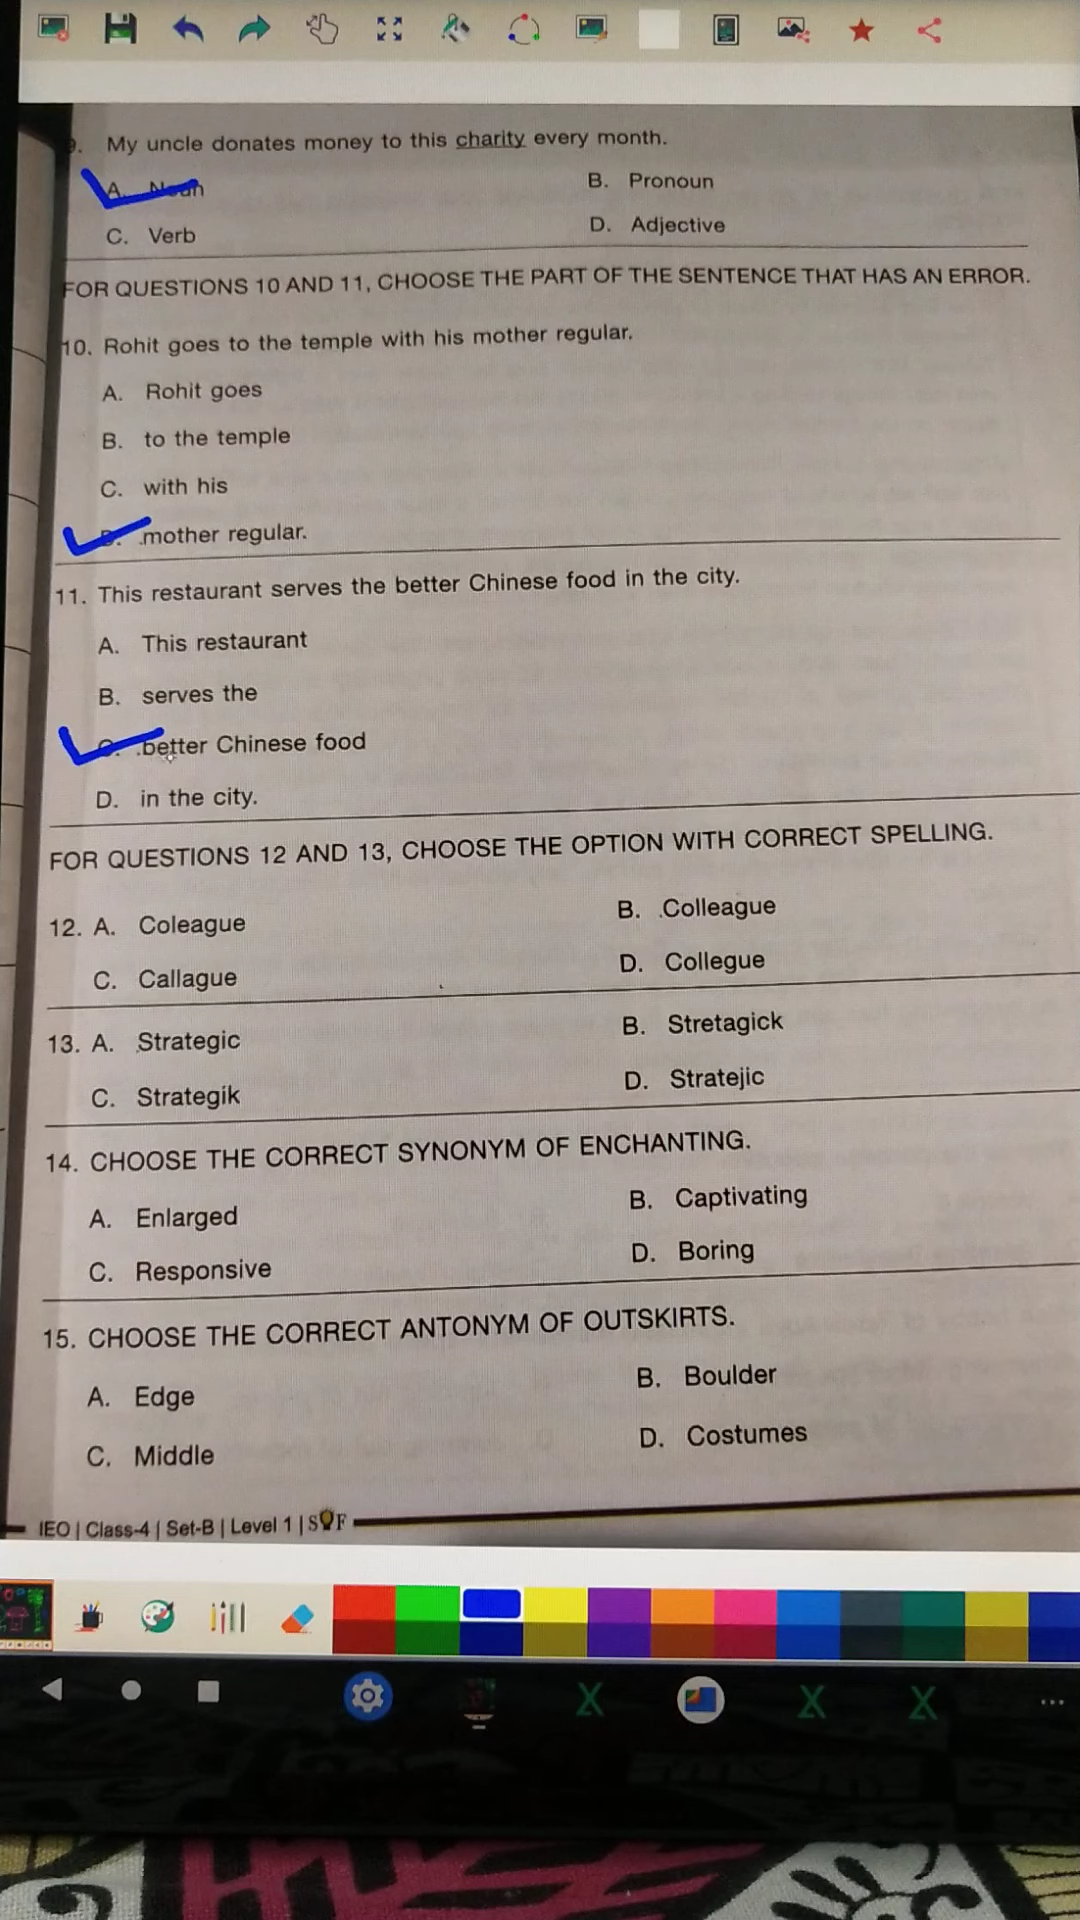 9. My uncle donates money to this charity every month.
A. Noun
B. Pronoun
C. Verb
D. Adjective
FOR QUESTIONS 10 AND 11, CHOOSE THE PART OF THE SENTENCE THAT HAS AN ERROR.
10. Rohit goes to the temple with his mother regular.
A. Rohit goes
B. to the temple
C. with his
D. mother regular.
11. This restaurant serves the better Chinese food in the city.
A. This restaurant
B. serves the
C. better Chinese food
D. in the city.
FOR QUESTIONS 12 AND 13, CHOOSE THE OPTION WITH CORRECT SPELLING.
12. A. Coleague
B. Colleague
C. Callague
D. Collegue
13. A. Strategic
B. Stretagick
C. Strategik
D. Stratejic
14. CHOOSE THE CORRECT SYNONYM OF ENCHANTING.
A. Enlarged
B. Captivating
C. Responsive
D. Boring
15. CHOOSE THE CORRECT ANTONYM OF OUTSKIRTS.
A. Edge
B. Boulder
C. Middle
D. Costumes
IEO | Class-4 | Set-B | Level 1 | SOF